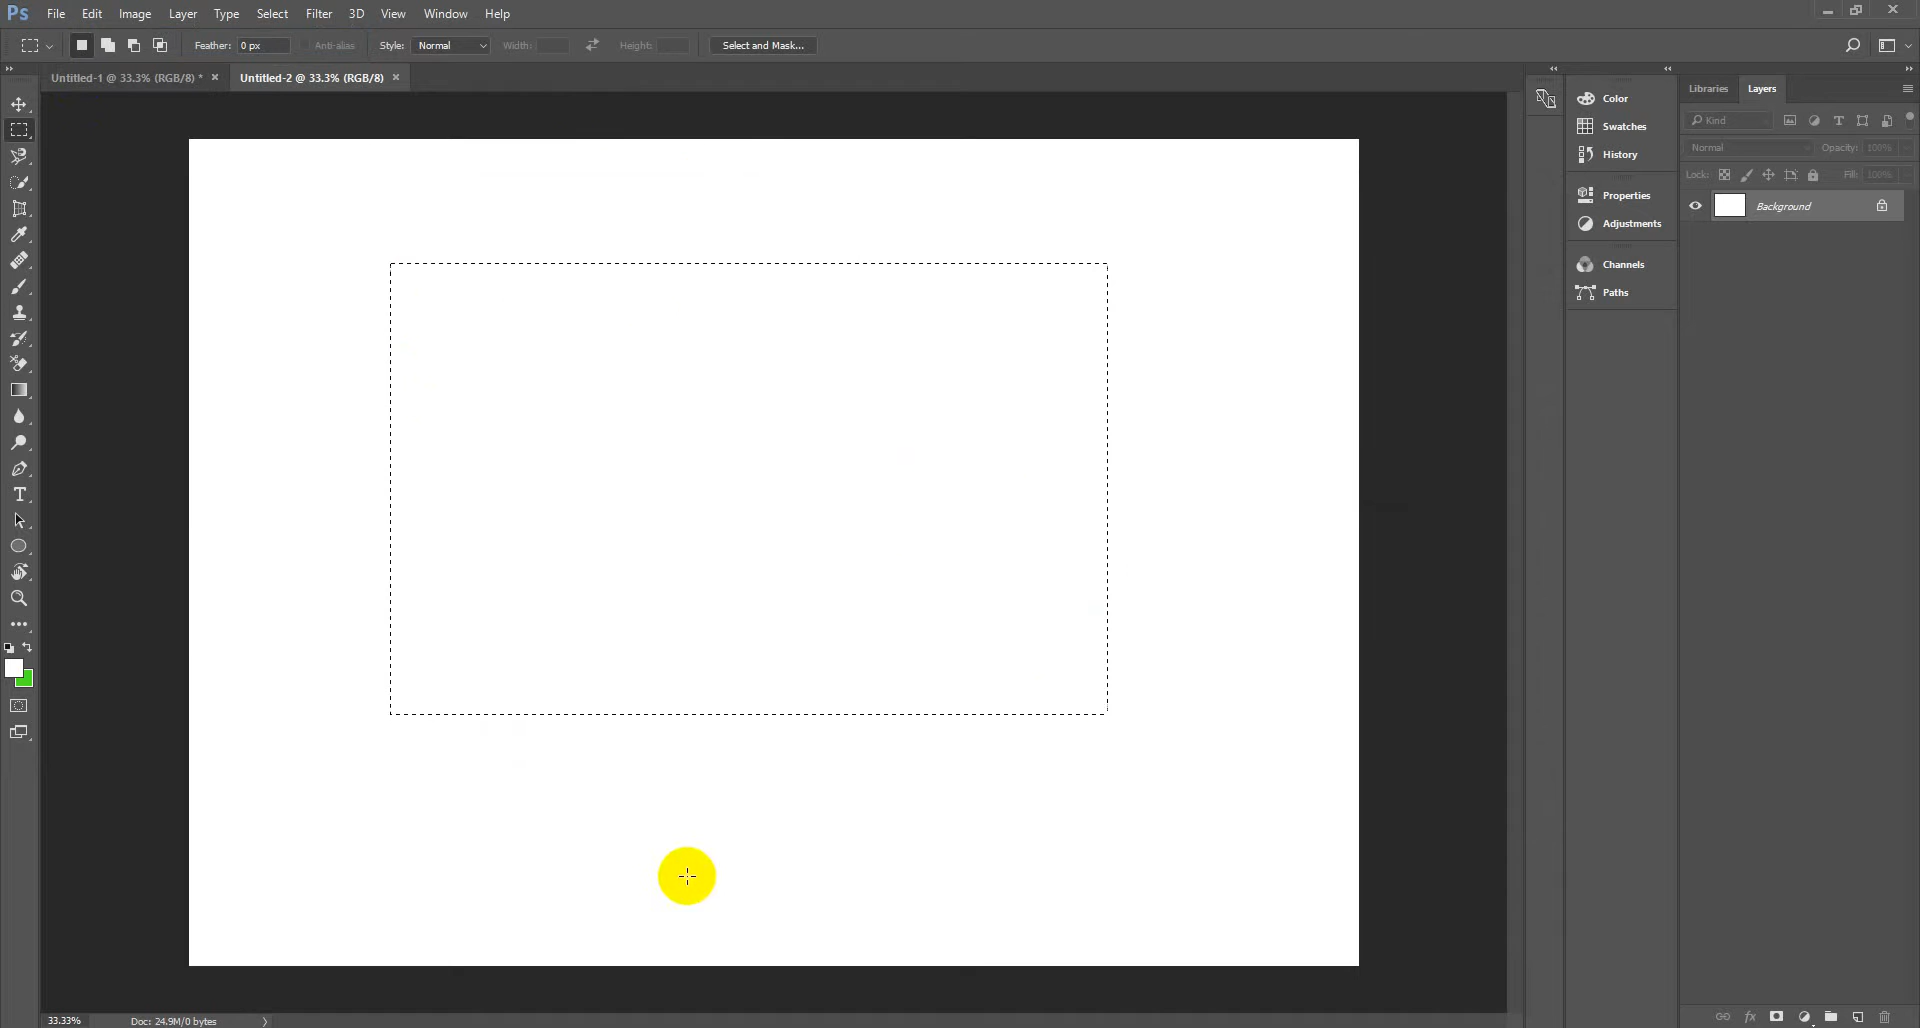 Ps File Edit Image Layer Type Select Filter 3D View Window Help
Feather: 0 px Anti-alias Style: Normal Width: Height: Select and Mask...
Untitled-1 @ 33.3% (RGB/8) * × Untitled-2 @ 33.3% (RGB/8) ×
Libraries Layers
Color
Swatches
History
Properties
Adjustments
Channels
Paths
Kind
Normal Opacity: 100%
Lock: Fill: 100%
Background
T
fx
33.33% Doc: 24.9M/0 bytes